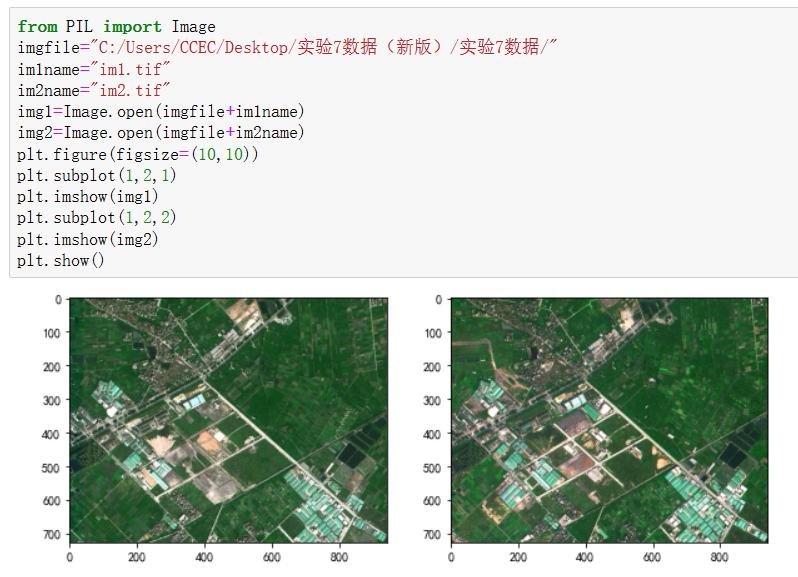 from PIL import Image
imgfile="C:/Users/CCEC/Desktop/实验7数据（新版）/实验7数据/"
im1name="im1.tif"
im2name="im2.tif"
img1=Image.open(imgfile+im1name)
img2=Image.open(imgfile+im2name)
plt.figure(figsize=(10,10))
plt.subplot(1,2,1)
plt.imshow(img1)
plt.subplot(1,2,2)
plt.imshow(img2)
plt.show()
0
100
200
300
400
500
600
700
0 200 400 600 800
0
100
200
300
400
500
600
700
0 200 400 600 800